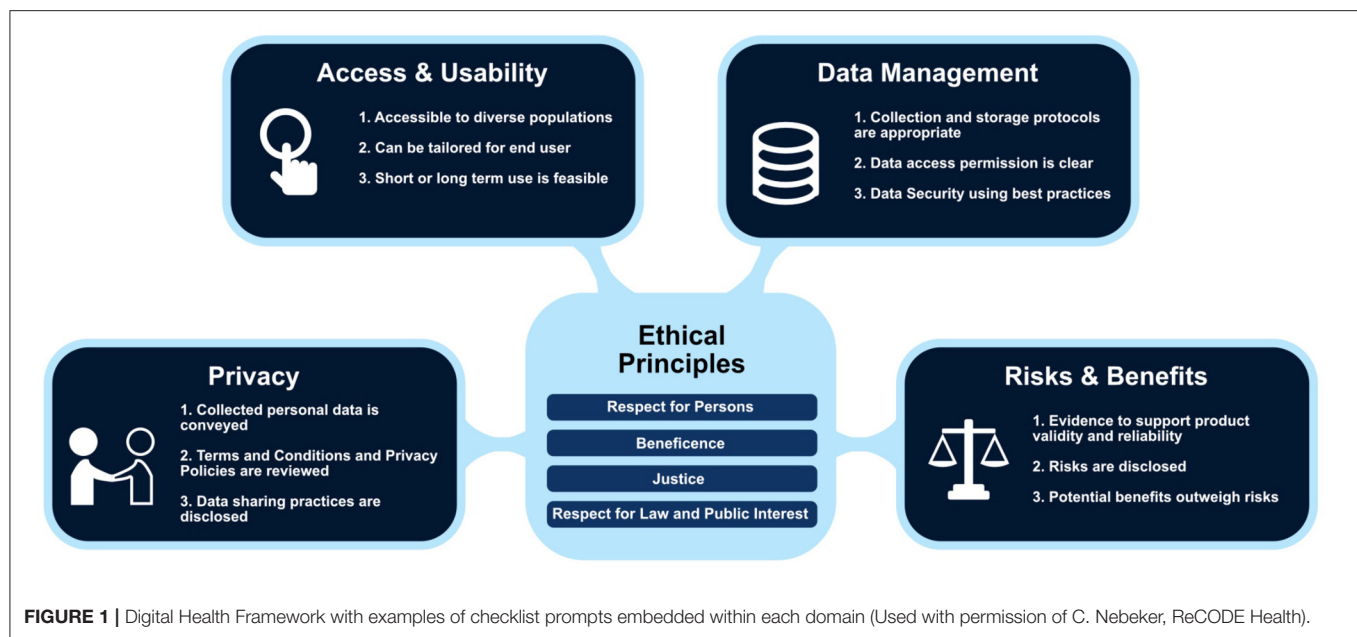 Access & Usability
1. Accessible to diverse populations
2. Can be tailored for end user
3. Short or long term use is feasible
Data Management
1. Collection and storage protocols
are appropriate
2. Data access permission is clear
3. Data Security using best practices
Privacy
1. Collected personal data is
conveyed
2. Terms and Conditions and Privacy
Policies are reviewed
3. Data sharing practices are
disclosed
Ethical
Principles
Respect for Persons
Beneficence
Justice
Respect for Law and Public Interest
Risks & Benefits
1. Evidence to support product
validity and reliability
2. Risks are disclosed
3. Potential benefits outweigh risks
FIGURE 1 | Digital Health Framework with examples of checklist prompts embedded within each domain (Used with permission of C. Nebeker, ReCODE Health).